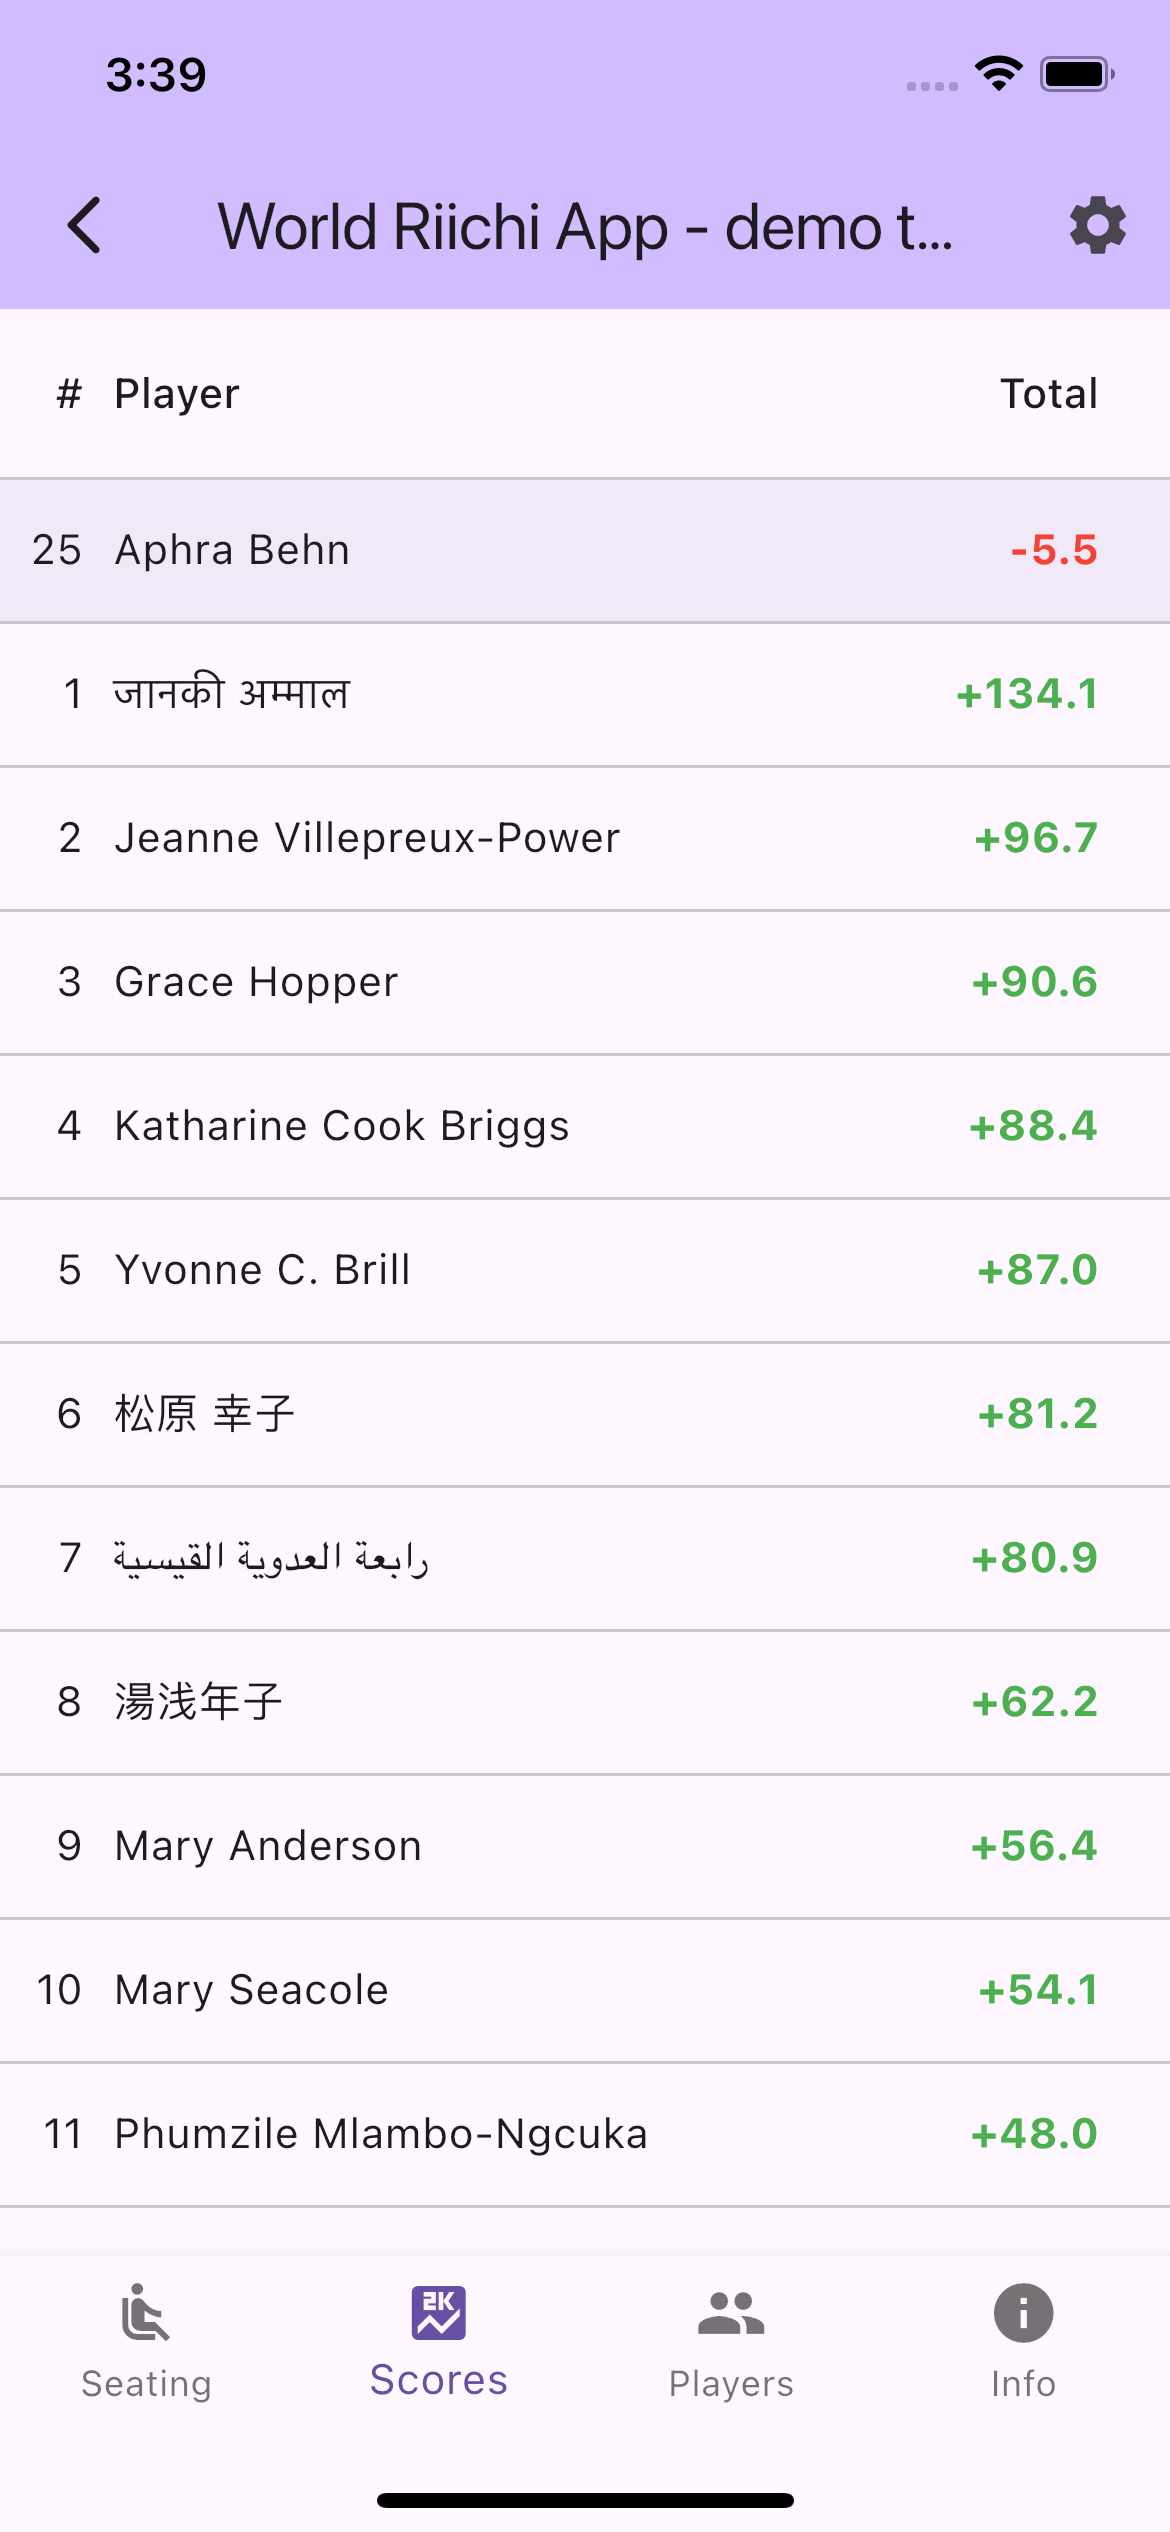 3:39
World Riichi App - demo t...
# Player Total
25 Aphra Behn -5.5
1 जानकी अम्माल +134.1
2 Jeanne Villepreux-Power +96.7
3 Grace Hopper +90.6
4 Katharine Cook Briggs +88.4
5 Yvonne C. Brill +87.0
6 松原 幸子 +81.2
7 رابعة العدوية القيسية +80.9
8 湯浅年子 +62.2
9 Mary Anderson +56.4
10 Mary Seacole +54.1
11 Phumzile Mlambo-Ngcuka +48.0
2K
Seating Scores Players Info